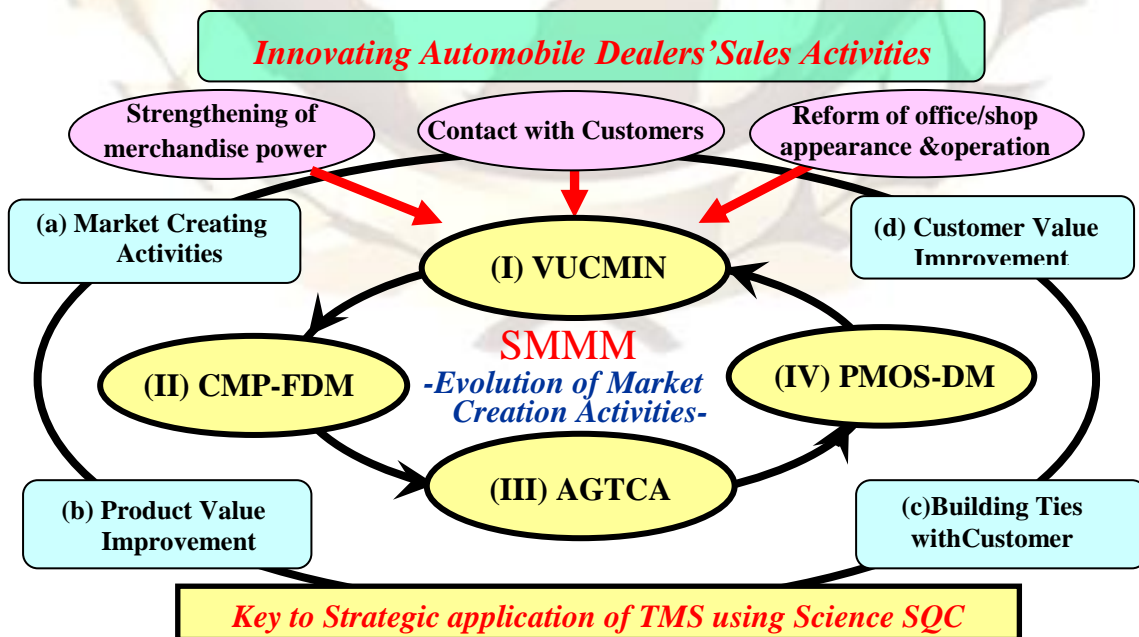 Innovating Automobile Dealers'Sales Activities
Strengthening of
merchandise power
Contact with Customers
Reform of office/shop
appearance &operation
(a) Market Creating
Activities
(d) Customer Value
Improvement
(I) VUCMIN
SMMM
-Evolution of Market
Creation Activities-
(II) CMP-FDM
(IV) PMOS-DM
(III) AGTCA
(b) Product Value
Improvement
(c)Building Ties
withCustomer
Key to Strategic application of TMS using Science SQC